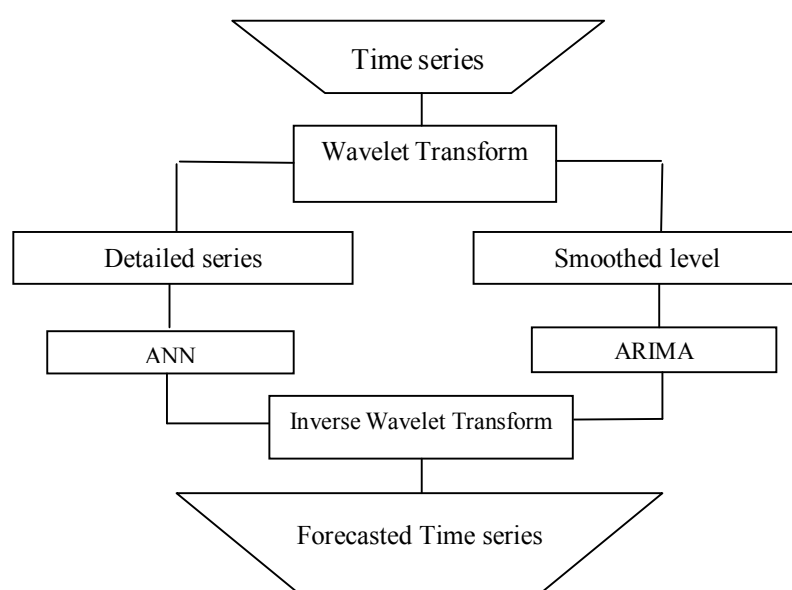 Time series
Wavelet Transform
Detailed series
Smoothed level
ANN
ARIMA
Inverse Wavelet Transform
Forecasted Time series